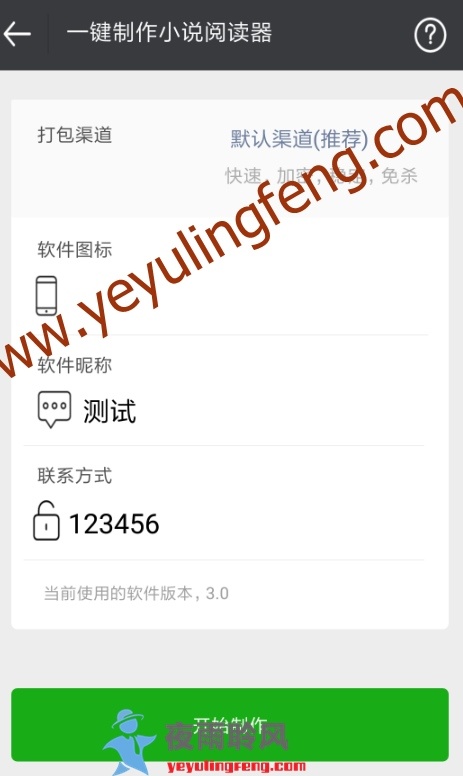 一键制作小说阅读器
打包渠道
默认渠道(推荐)
快速, 加密, 稳定, 免杀
软件图标
www.yeyulingfeng.com
软件昵称
测试
联系方式
123456
当前使用的软件版本, 3.0
开始制作
夜雨聆风
yeyulingfeng.com